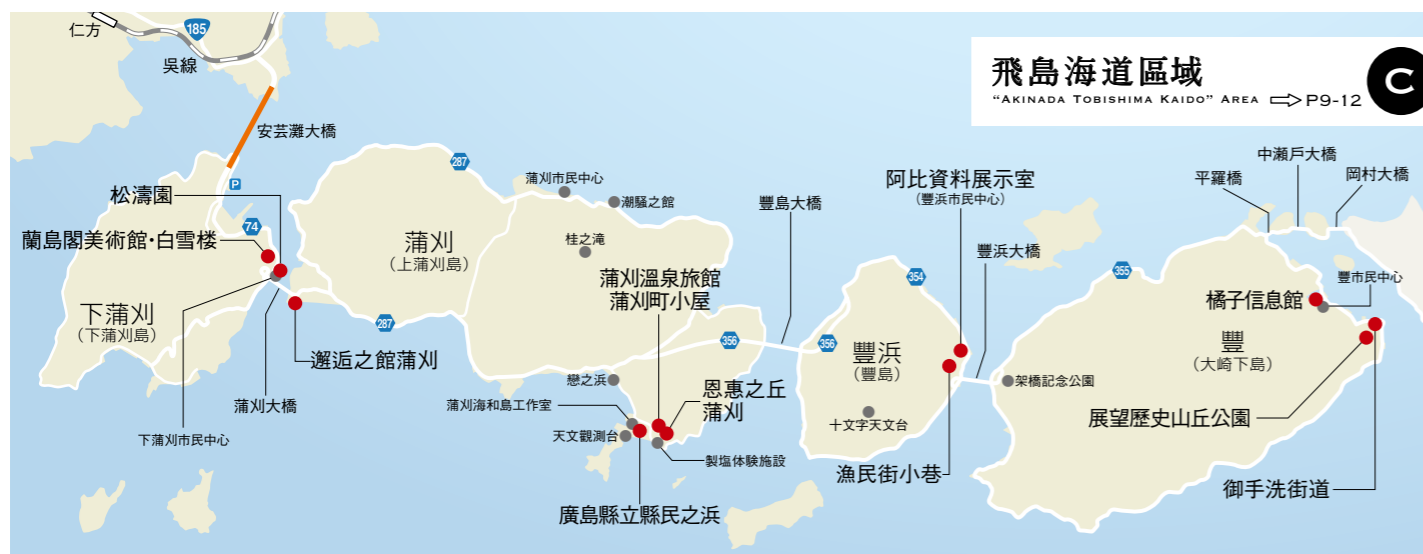 仁方
185
呉線
飛島海道區域
"AKINADA TOBISHIMA KAIDO" AREA ⇨ P9-12
C
安芸灘大橋
P
松濤園
74
蘭島閣美術館・白雪楼
下蒲刈
(下蒲刈島)
蒲刈大橋
下蒲刈市民中心
邂逅之館蒲刈
287
蒲刈
(上蒲刈島)
287
蒲刈市民中心
潮騒之館
桂之滝
蒲刈溫泉旅館
蒲刈町小屋
356
戀之浜
蒲刈海和島工作室
天文観測台
恩惠之丘
蒲刈
製塩体験施設
廣島縣立縣民之浜
豐島大橋
356
阿比資料展示室
(豐浜市民中心)
354
豐浜
(豐島)
十文字天文台
漁民街小巷
豐浜大橋
架橋記念公園
355
平羅橋
中瀬戶大橋
岡村大橋
豐市民中心
橘子信息館
豐
(大崎下島)
展望歷史山丘公園
御手洗街道